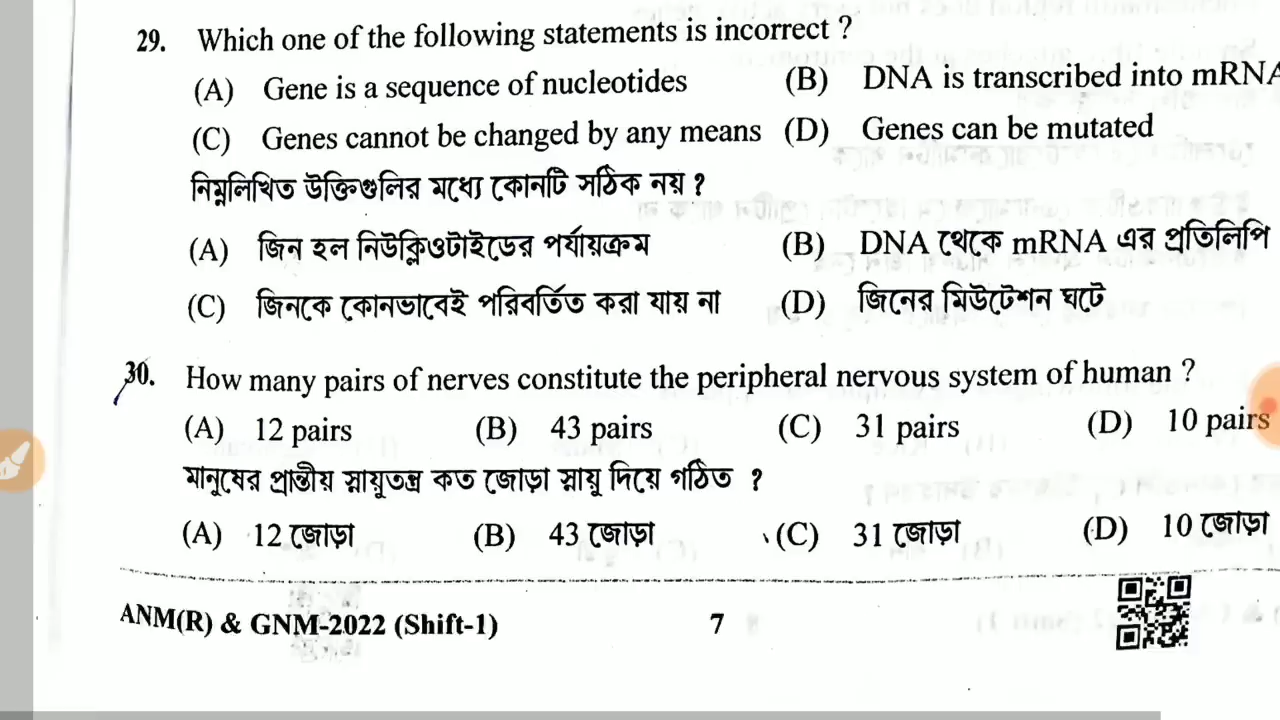 29. Which one of the following statements is incorrect ?
(A) Gene is a sequence of nucleotides (B) DNA is transcribed into mRNA
(C) Genes cannot be changed by any means (D) Genes can be mutated
নিম্নলিখিত উক্তিগুলির মধ্যে কোনটি সঠিক নয় ?
(A) জিন হল নিউক্লিওটাইডের পর্যায়ক্রম (B) DNA থেকে mRNA এর প্রতিলিপি
(C) জিনকে কোনভাবেই পরিবর্তিত করা যায় না (D) জিনের মিউটেশন ঘটে
30. How many pairs of nerves constitute the peripheral nervous system of human ?
(A) 12 pairs (B) 43 pairs (C) 31 pairs (D) 10 pairs
মানুষের প্রান্তীয় স্নায়ুতন্ত্র কত জোড়া স্নায়ু দিয়ে গঠিত ?
(A) 12 জোড়া (B) 43 জোড়া (C) 31 জোড়া (D) 10 জোড়া
ANM(R) & GNM-2022 (Shift-1) 7